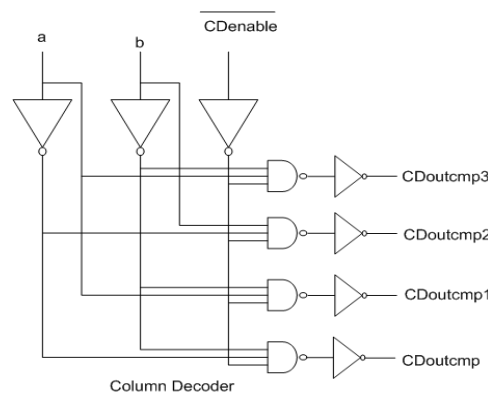 a
b
CDenable
CDoutcmp3
CDoutcmp2
CDoutcmp1
CDoutcmp
Column Decoder